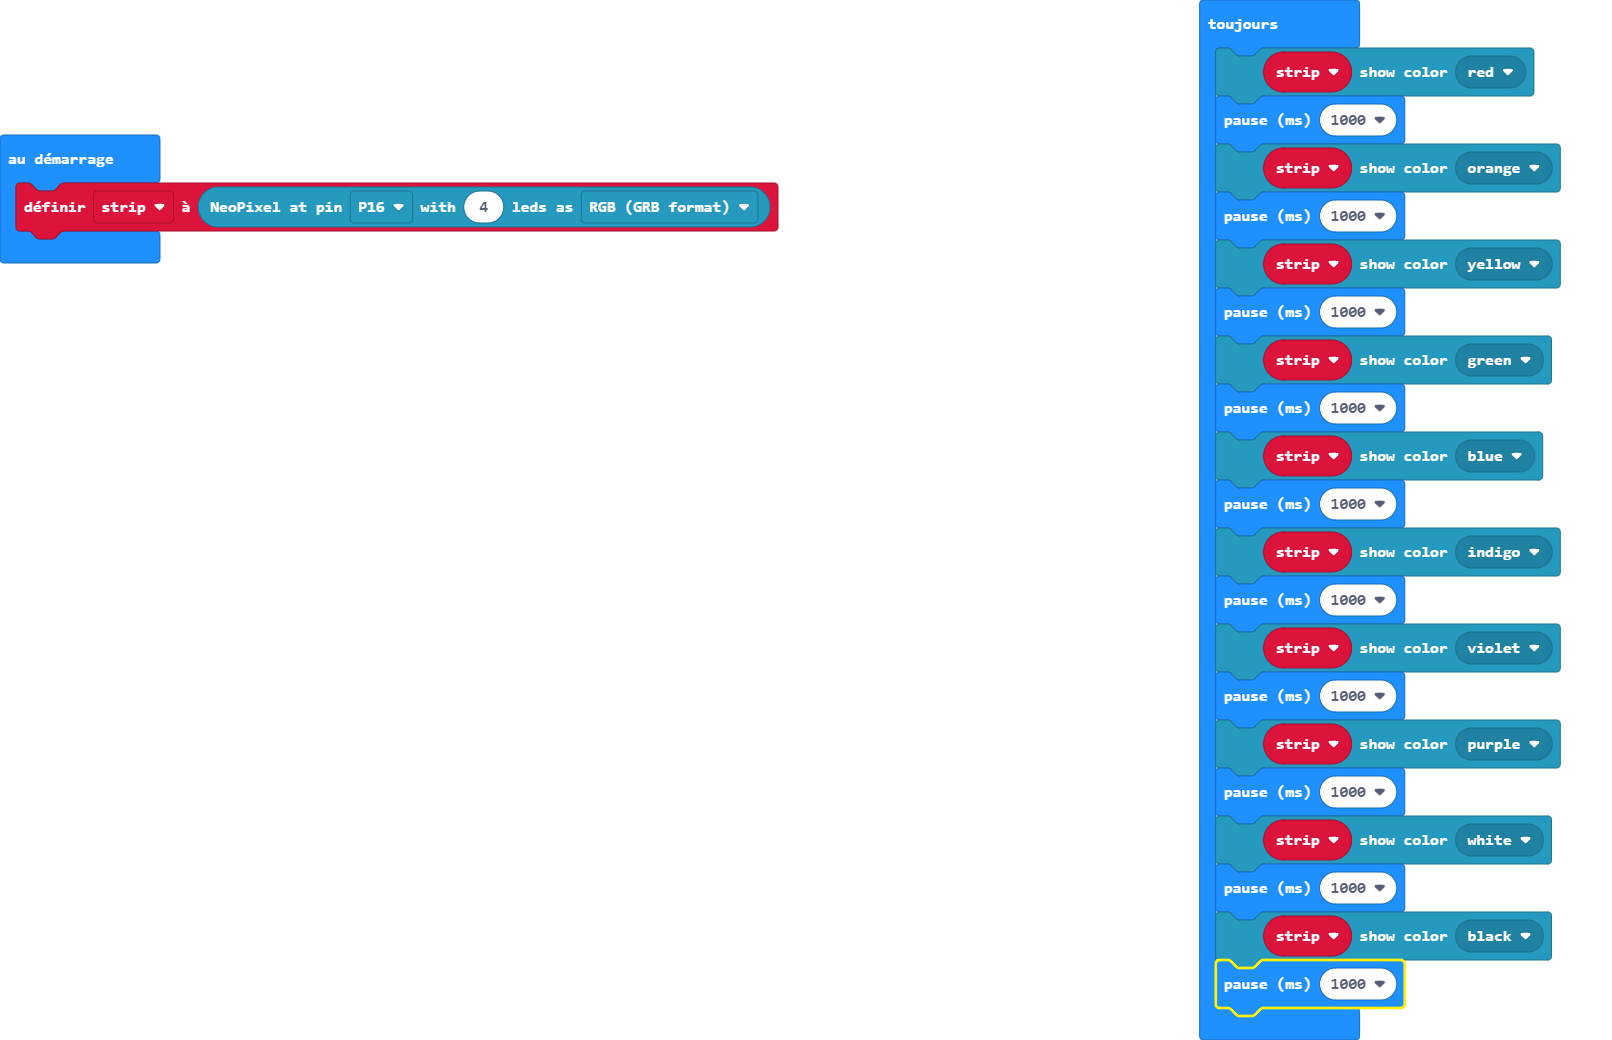 au démarrage
définir strip à NeoPixel at pin P16 with 4 leds as RGB (GRB format)
toujours
strip show color red
pause (ms) 1000
strip show color orange
pause (ms) 1000
strip show color yellow
pause (ms) 1000
strip show color green
pause (ms) 1000
strip show color blue
pause (ms) 1000
strip show color indigo
pause (ms) 1000
strip show color violet
pause (ms) 1000
strip show color purple
pause (ms) 1000
strip show color white
pause (ms) 1000
strip show color black
pause (ms) 1000